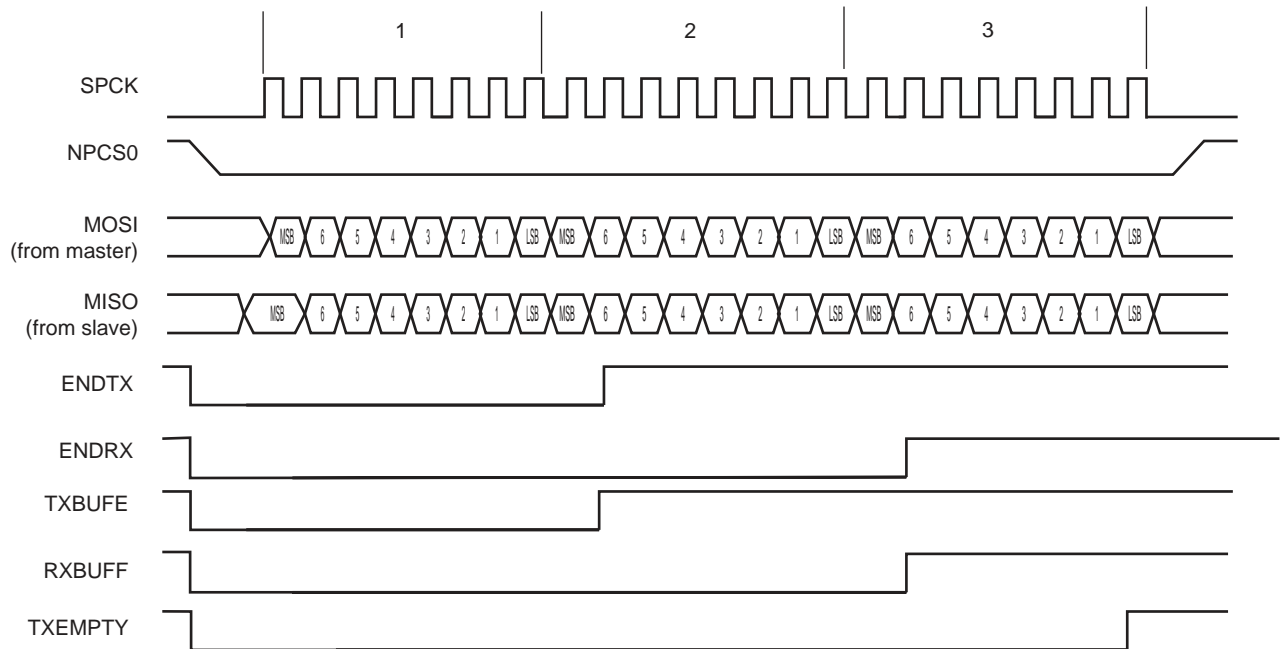 1 2 3
SPCK
NPCS0
MOSI
(from master)
MSB 6 5 4 3 2 1 LSB MSB 6 5 4 3 2 1 LSB MSB 6 5 4 3 2 1 LSB
MISO
(from slave)
MSB 6 5 4 3 2 1 LSB MSB 6 5 4 3 2 1 LSB MSB 6 5 4 3 2 1 LSB
ENDTX
ENDRX
TXBUFE
RXBUFF
TXEMPTY